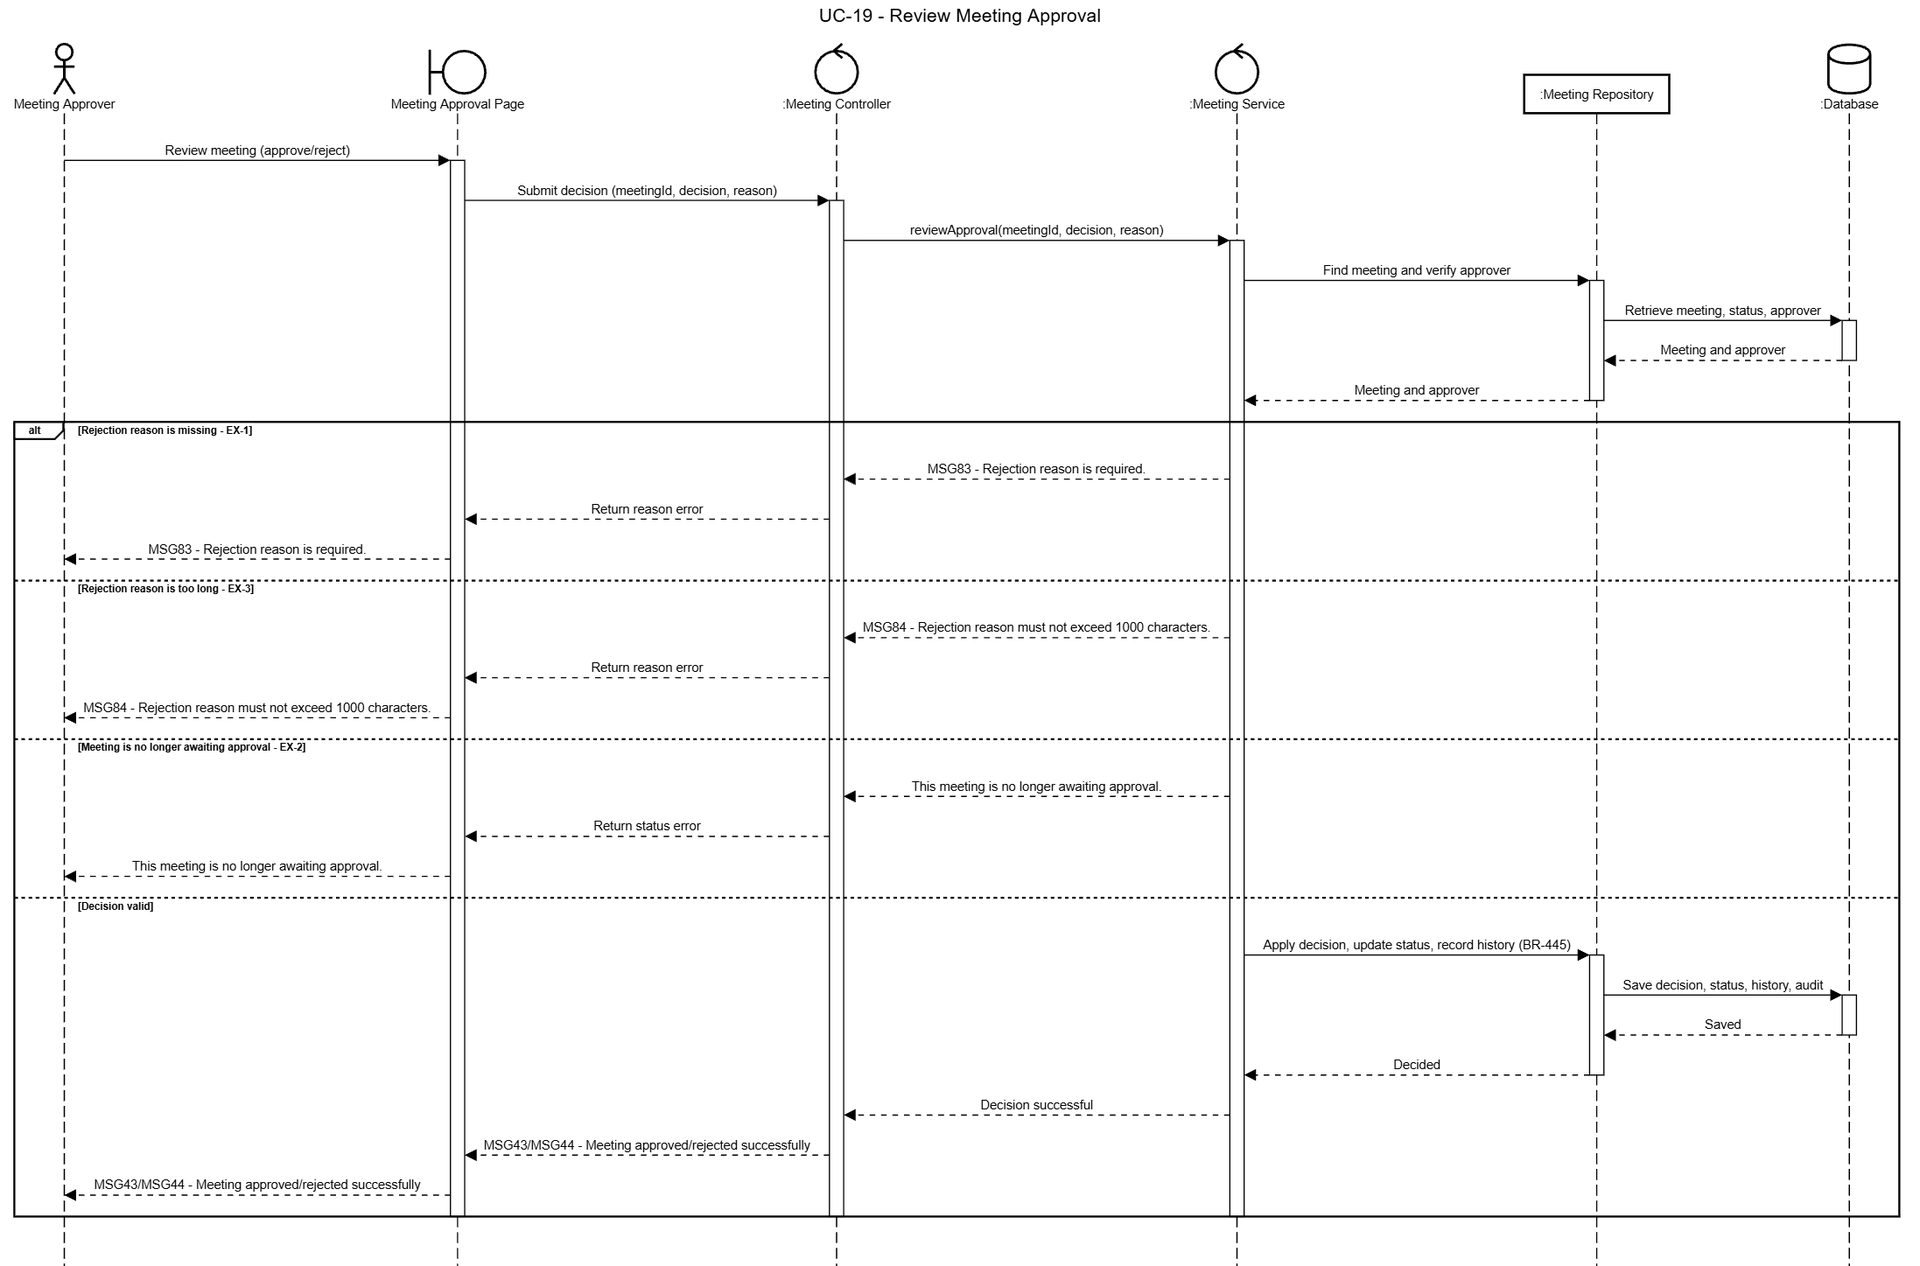 UC-19 - Review Meeting Approval
Meeting Approver
Meeting Approval Page
:Meeting Controller
:Meeting Service
:Meeting Repository
:Database
Review meeting (approve/reject)
Submit decision (meetingId, decision, reason)
reviewApproval(meetingId, decision, reason)
Find meeting and verify approver
Retrieve meeting, status, approver
Meeting and approver
Meeting and approver
alt
[Rejection reason is missing - EX-1]
MSG83 - Rejection reason is required.
Return reason error
MSG83 - Rejection reason is required.
[Rejection reason is too long - EX-3]
MSG84 - Rejection reason must not exceed 1000 characters.
Return reason error
MSG84 - Rejection reason must not exceed 1000 characters.
[Meeting is no longer awaiting approval - EX-2]
This meeting is no longer awaiting approval.
Return status error
This meeting is no longer awaiting approval.
[Decision valid]
Apply decision, update status, record history (BR-445)
Save decision, status, history, audit
Saved
Decided
Decision successful
MSG43/MSG44 - Meeting approved/rejected successfully
MSG43/MSG44 - Meeting approved/rejected successfully